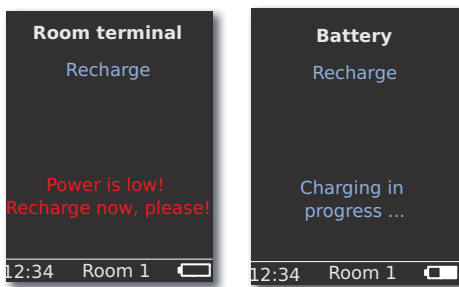 Room terminal
Recharge
Power is low!
Recharge now, please!
12:34 Room 1
Battery
Recharge
Charging in
progress ...
12:34 Room 1